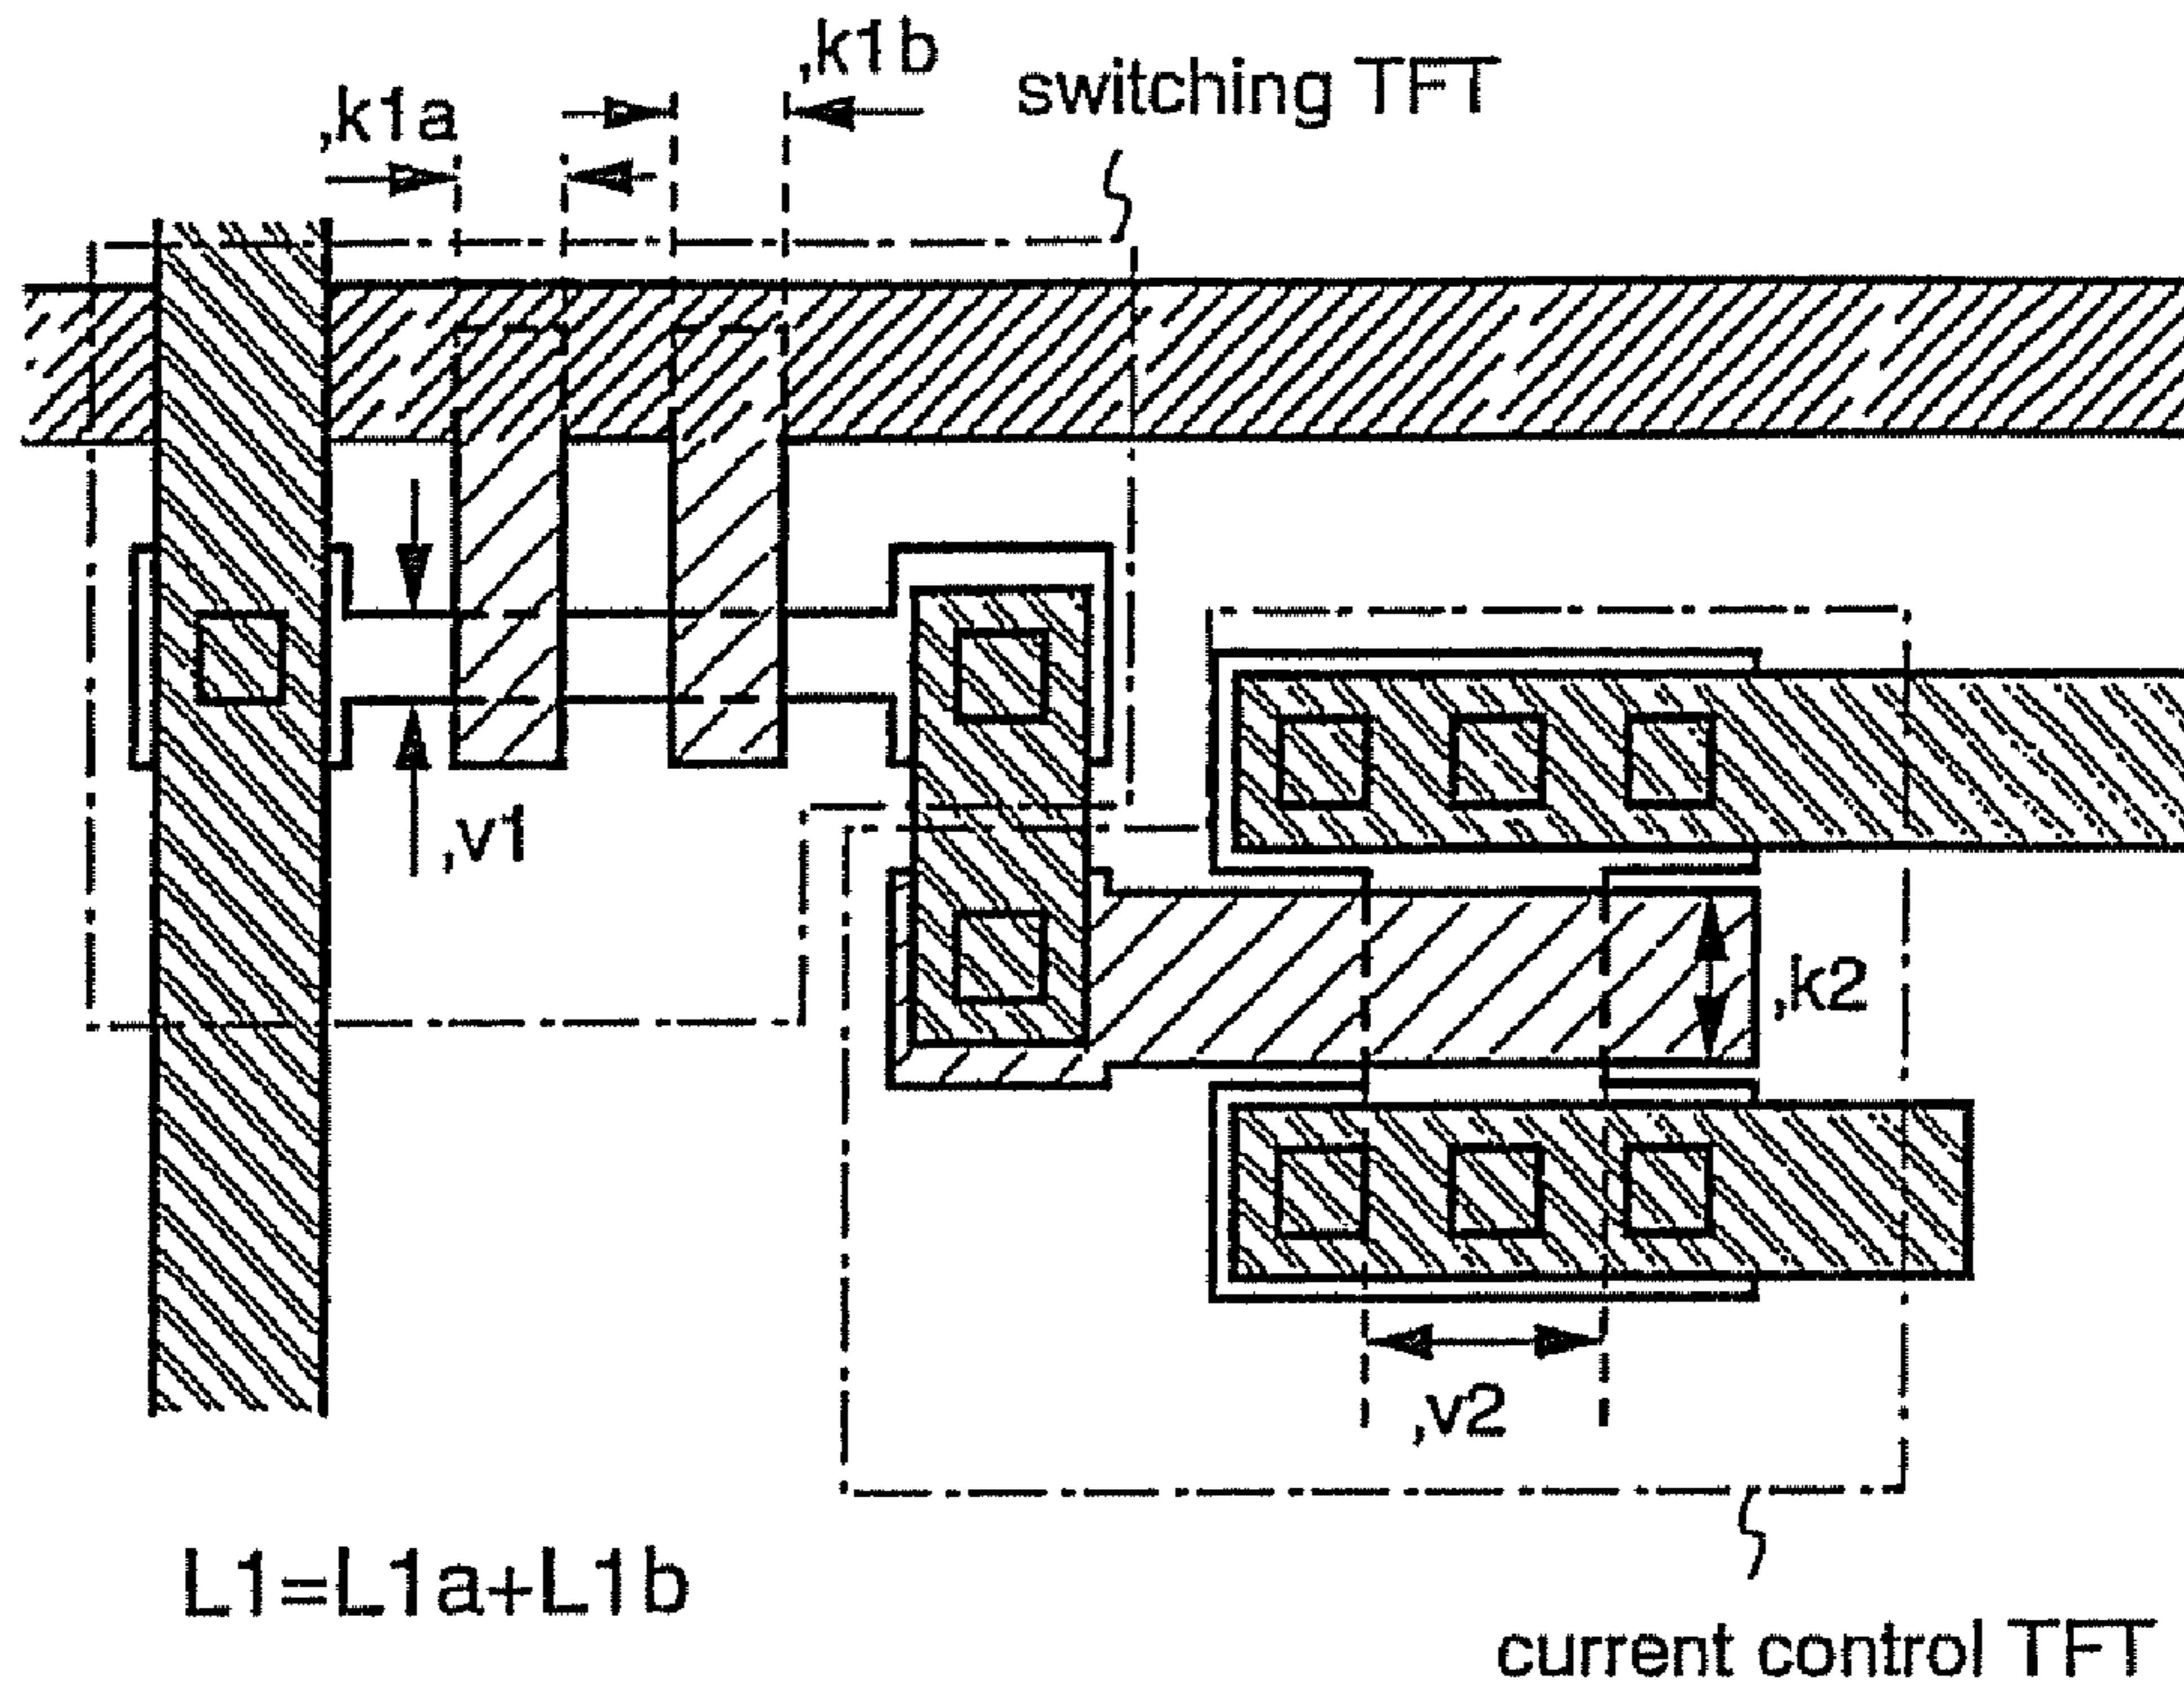 ,k1b
switching TFT
,k1a
,v1
,k2
,v2
L1=L1a+L1b
current control TFT